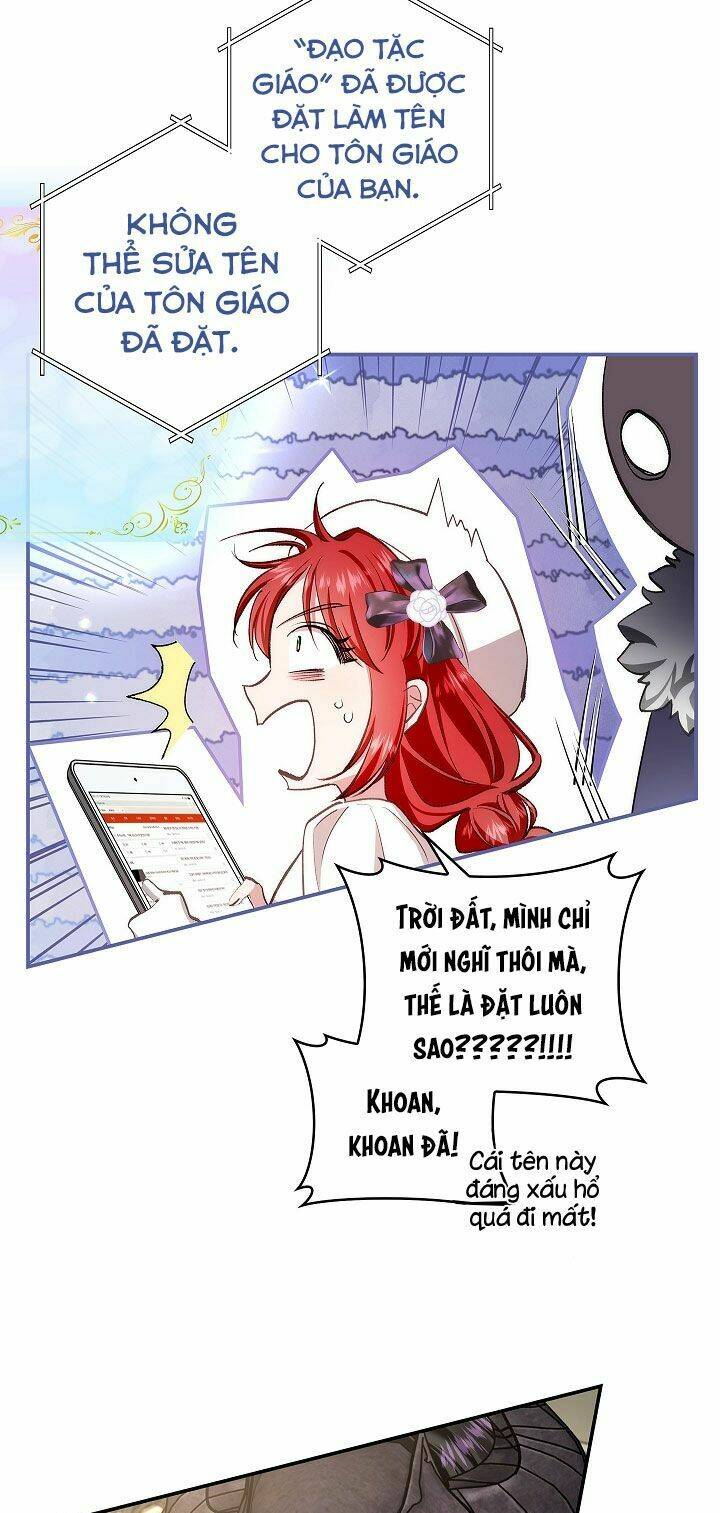 “ĐẠO TẶC
GIÁO” ĐÃ ĐƯỢC
ĐẶT LÀM TÊN
CHO TÔN GIÁO
CỦA BẠN.
KHÔNG
THỂ SỬA TÊN
CỦA TÔN GIÁO
ĐÃ ĐẶT.
TRỜI ĐẤT, MÌNH CHỈ
MỚI NGHĨ THÔI MÀ,
THẾ LÀ ĐẶT LUÔN
SAO?????!!!!
KHOAN,
KHOAN ĐÃ!
Cái tên này
đáng xấu hổ
quá đi mất!